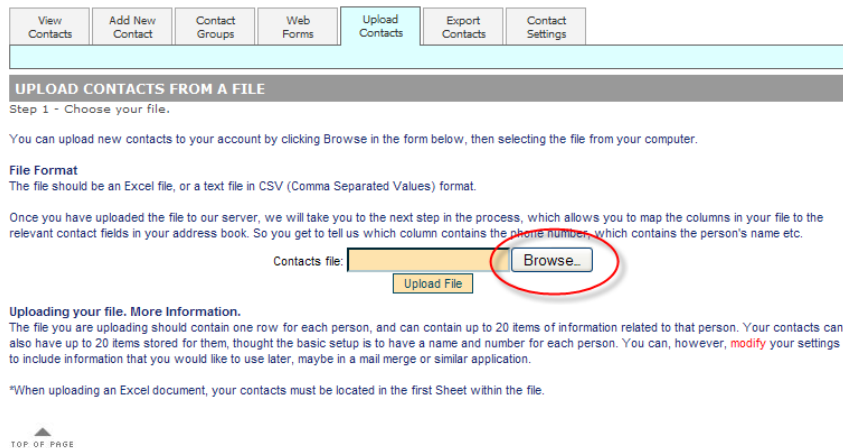 View Contacts
Add New Contact
Contact Groups
Web Forms
Upload Contacts
Export Contacts
Contact Settings
UPLOAD CONTACTS FROM A FILE
Step 1 - Choose your file.
You can upload new contacts to your account by clicking Browse in the form below, then selecting the file from your computer.
File Format
The file should be an Excel file, or a text file in CSV (Comma Separated Values) format.
Once you have uploaded the file to our server, we will take you to the next step in the process, which allows you to map the columns in your file to the
relevant contact fields in your address book. So you get to tell us which column contains the phone number, which contains the person's name etc.
Contacts file: Browse...
Upload File
Uploading your file. More Information.
The file you are uploading should contain one row for each person, and can contain up to 20 items of information related to that person. Your contacts can
also have up to 20 items stored for them, thought the basic setup is to have a name and number for each person. You can, however, modify your settings
to include information that you would like to use later, maybe in a mail merge or similar application.
*When uploading an Excel document, your contacts must be located in the first Sheet within the file.
TOP OF PAGE